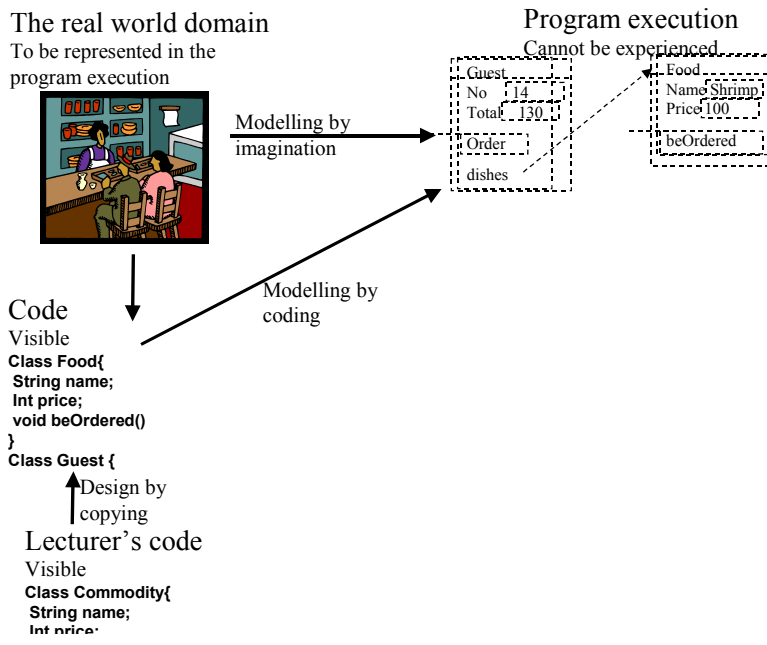 The real world domain
To be represented in the
program execution
Program execution
Cannot be experienced
Guest
No 14
Total 130
Order
dishes
Food
Name Shrimp
Price 100
beOrdered
Modelling by
imagination
Modelling by
coding
Code
Visible
Class Food{
String name;
Int price;
void beOrdered()
}
Class Guest {
Design by
copying
Lecturer's code
Visible
Class Commodity{
String name;
Int price;